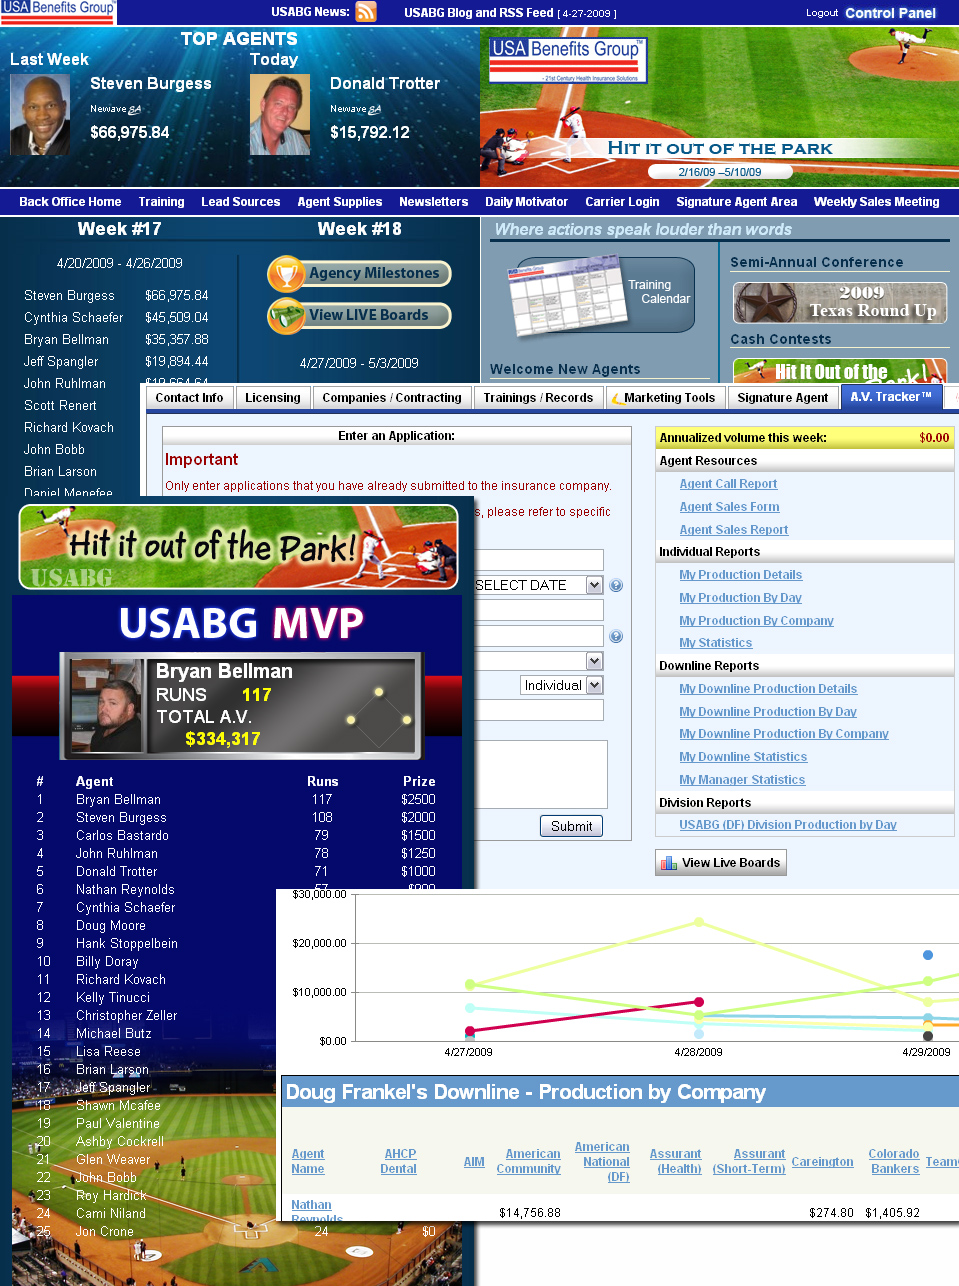 USA Benefits Group
USABG News:
USABG Blog and RSS Feed [ 4-27-2009 ]
Logout Control Panel
TOP AGENTS
Last Week
Today
Steven Burgess
Newave SA
$66,975.84
Donald Trotter
Newave SA
$15,792.12
USA Benefits Group™
- 21st Century Health Insurance Solutions
HIT IT OUT OF THE PARK
2/16/09 –5/10/09
Back Office Home Training Lead Sources Agent Supplies Newsletters Daily Motivator Carrier Login Signature Agent Area Weekly Sales Meeting
Week #17
4/20/2009 - 4/26/2009
Steven Burgess $66,975.84
Cynthia Schaefer $45,509.04
Bryan Bellman $35,357.88
Jeff Spangler $19,894.44
John Ruhlman $19,664.64
Scott Renert
Richard Kovach
John Bobb
Brian Larson
Daniel Menefee
Week #18
Agency Milestones
View LIVE Boards
4/27/2009 - 5/3/2009
Where actions speak louder than words
Training
Calendar
Welcome New Agents
Semi-Annual Conference
2009
Texas Round Up
Cash Contests
Hit It Out of the
Park!
Contact Info Licensing Companies / Contracting Trainings / Records Marketing Tools Signature Agent A.V. Tracker™
Enter an Application:
Important
Only enter applications that you have already submitted to the insurance company.
s, please refer to specific
SELECT DATE
Individual
Submit
Annualized volume this week: $0.00
Agent Resources
Agent Call Report
Agent Sales Form
Agent Sales Report
Individual Reports
My Production Details
My Production By Day
My Production By Company
My Statistics
Downline Reports
My Downline Production Details
My Downline Production By Day
My Downline Production By Company
My Downline Statistics
My Manager Statistics
Division Reports
USABG (DF) Division Production by Day
View Live Boards
Hit it out of the Park!
USABG
USABG MVP
Bryan Bellman
RUNS 117
TOTAL A.V.
$334,317
# Agent Runs Prize
1 Bryan Bellman 117 $2500
2 Steven Burgess 108 $2000
3 Carlos Bastardo 79 $1500
4 John Ruhlman 78 $1250
5 Donald Trotter 71 $1000
6 Nathan Reynolds 57 $900
7 Cynthia Schaefer
8 Doug Moore
9 Hank Stoppelbein
10 Billy Doray
11 Richard Kovach
12 Kelly Tinucci
13 Christopher Zeller
14 Michael Butz
15 Lisa Reese
16 Brian Larson
17 Jeff Spangler
18 Shawn Mcafee
19 Paul Valentine
20 Ashby Cockrell
21 Glen Weaver
22 John Bobb
23 Roy Hardick
24 Cami Niland
25 Jon Crone 24 $0
$30,000.00
$20,000.00
$10,000.00
$0.00
4/27/2009 4/28/2009 4/29/2009
Doug Frankel's Downline - Production by Company
Agent Name
AHCP Dental
AIM
American Community
American National (DF)
Assurant (Health)
Assurant (Short-Term)
Careington
Colorado Bankers
Teams
Nathan Reynolds $14,756.88 $274.80 $1,405.92